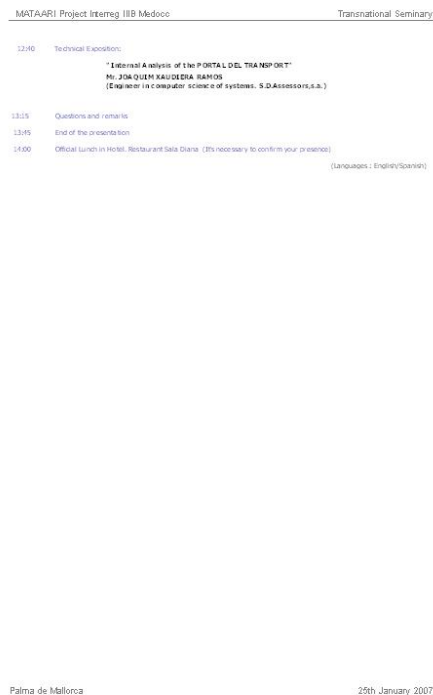 MATAARI Project Interreg IIIB Medocc Transnational Seminary
12:40 Technical Exposition:
"Internal Analysis of the PORTAL DEL TRANSPORT"
Mr. JOAQUIM XAUDIERA RAMOS
(Engineer in computer science of systems. S.D.Assessors,s.a.)
13:15 Questions and remarks
13:45 End of the presentation
14:00 Official Lunch in Hotel. Restaurant Sala Diana (It's necessary to confirm your presence)
(Languages.: English/Spanish)
Palma de Mallorca 25th January 2007